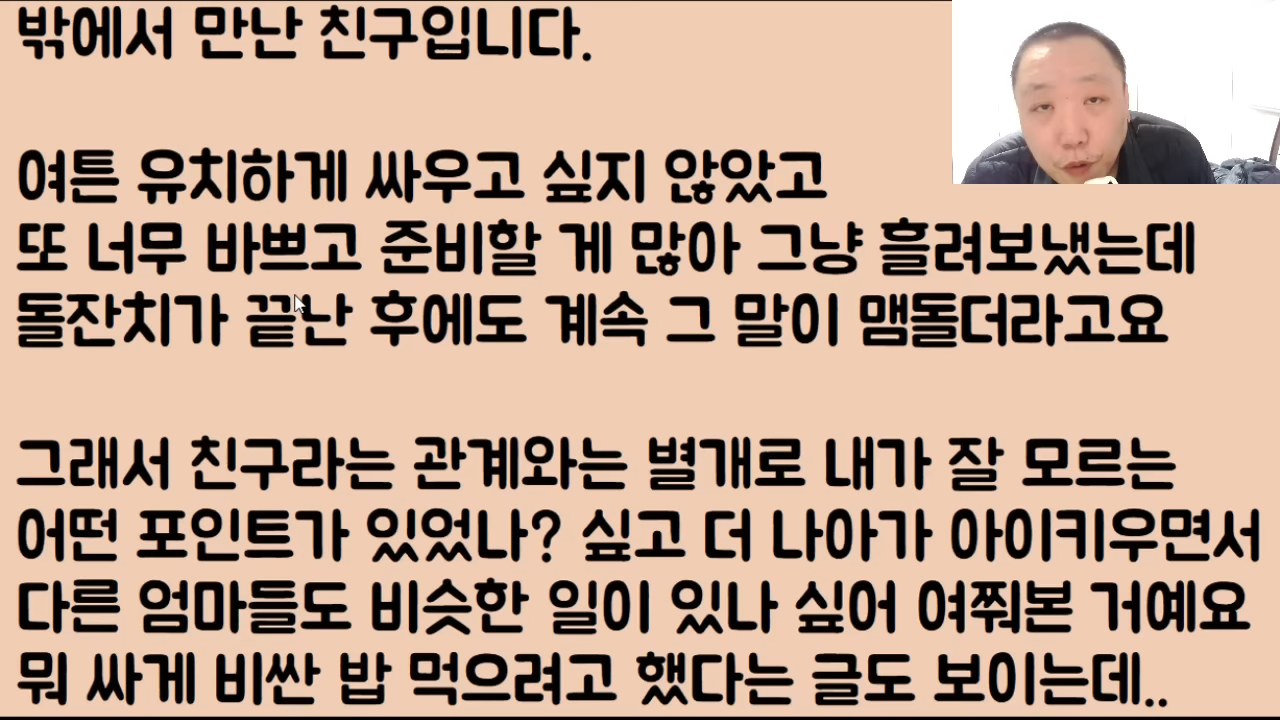 밖에서 만난 친구입니다.
여튼 유치하게 싸우고 싶지 않았고
또 너무 바쁘고 준비할 게 많아 그냥 흘려보냈는데
돌잔치가 끝난 후에도 계속 그 말이 맴돌더라고요
그래서 친구라는 관계와는 별개로 내가 잘 모르는
어떤 포인트가 있었나? 싶고 더 나아가 아이키우면서
다른 엄마들도 비슷한 일이 있나 싶어 여쭤본 거예요
뭐 싸게 비싼 밥 먹으려고 했다는 글도 보이는데..